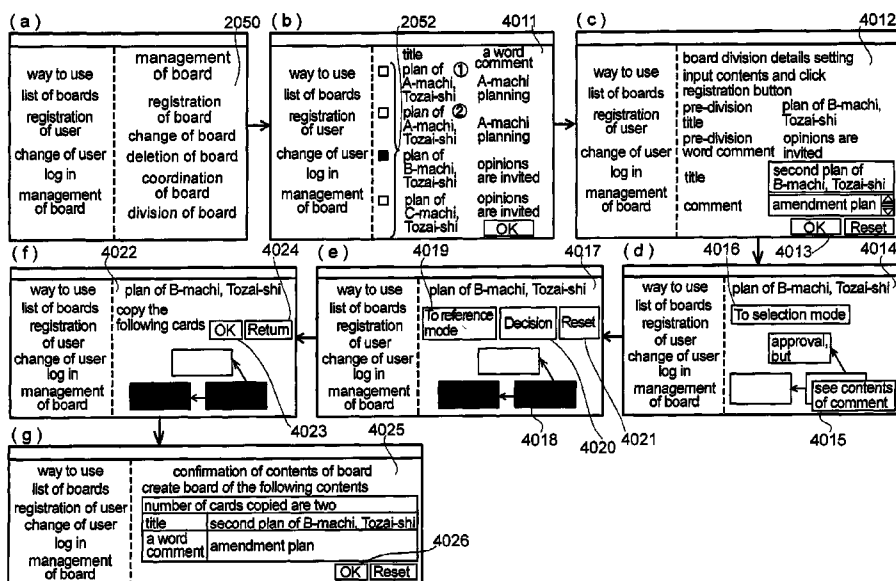 (a)
2050
way to use
list of boards
registration
of user
change of user
log in
management
of board
management
of board
registration
of board
change of board
deletion of board
coordination
of board
division of board
(b)
2052
4011
way to use
list of boards
registration
of user
change of user
log in
management
of board
title
a word
comment
plan of ①
A-machi,
Tozai-shi
A-machi
planning
plan of ②
A-machi,
Tozai-shi
A-machi
planning
plan of
B-machi,
Tozai-shi
opinions
are invited
plan of
C-machi,
Tozai-shi
opinions
are invited
OK
(c)
4012
way to use
list of boards
registration
of user
change of user
log in
management
of board
board division details setting
input contents and click
registration button
pre-division
title
plan of B-machi,
Tozai-shi
pre-division
word comment
opinions are
invited
title
second plan of
B-machi, Tozai-shi
comment
amendment plan
OK
Reset
4013
(d)
4016
4014
way to use
list of boards
registration
of user
change of user
log in
management
of board
plan of B-machi, Tozai-shi
To selection mode
approval,
but
see contents
of comment
4015
(e)
4019
4017
way to use
list of boards
registration
of user
change of user
log in
management
of board
plan of B-machi, Tozai-shi
To reference
mode
Decision
Reset
4018
4020
4021
(f)
4022
4024
way to use
list of boards
registration
of user
change of user
log in
management
of board
plan of B-machi, Tozai-shi
copy the
following cards
OK
Return
4023
(g)
4025
way to use
list of boards
registration of user
change of user
log in
management
of board
confirmation of contents of board
create board of the following contents
number of cards copied are two
title
second plan of B-machi, Tozai-shi
a word
comment
amendment plan
4026
OK
Reset